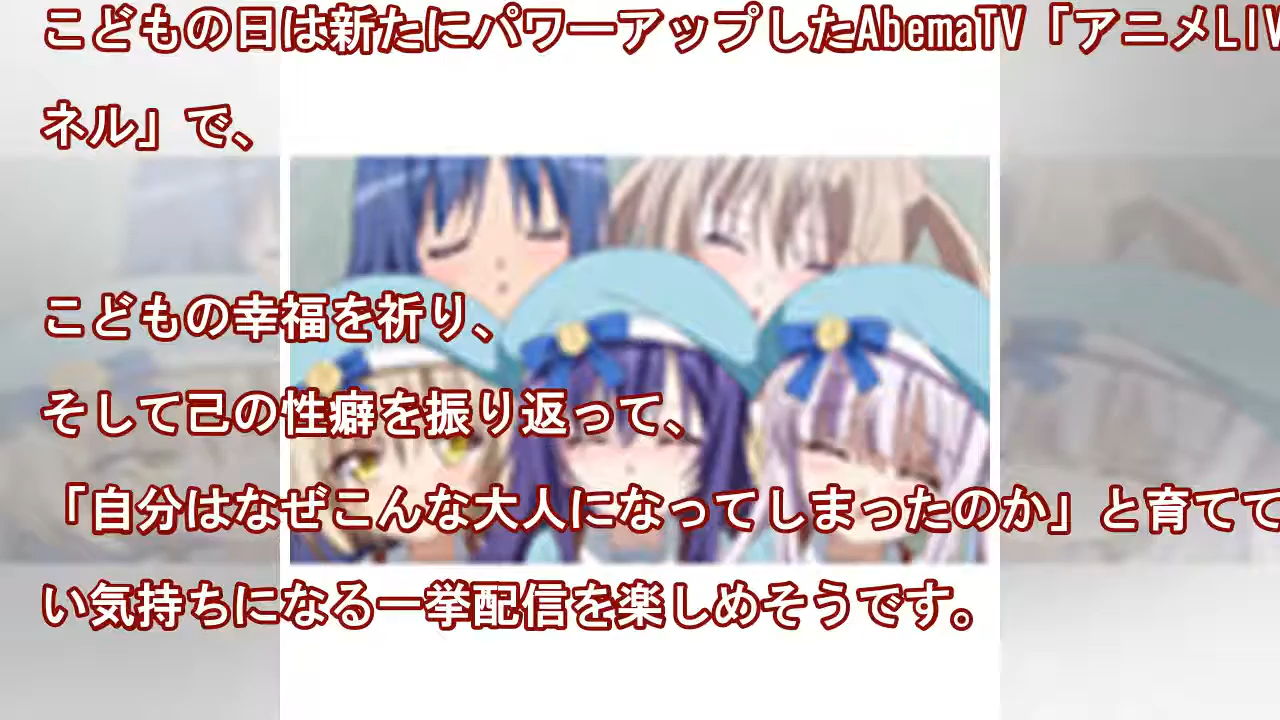 こどもの日は新たにパワーアップしたAbemaTV「アニメLIV
ネル」で、
こどもの幸福を祈り、
そして己の性癖を振り返って、
「自分はなぜこんな大人になってしまったのか」と育てて
い気持ちになる一挙配信を楽しめそうです。